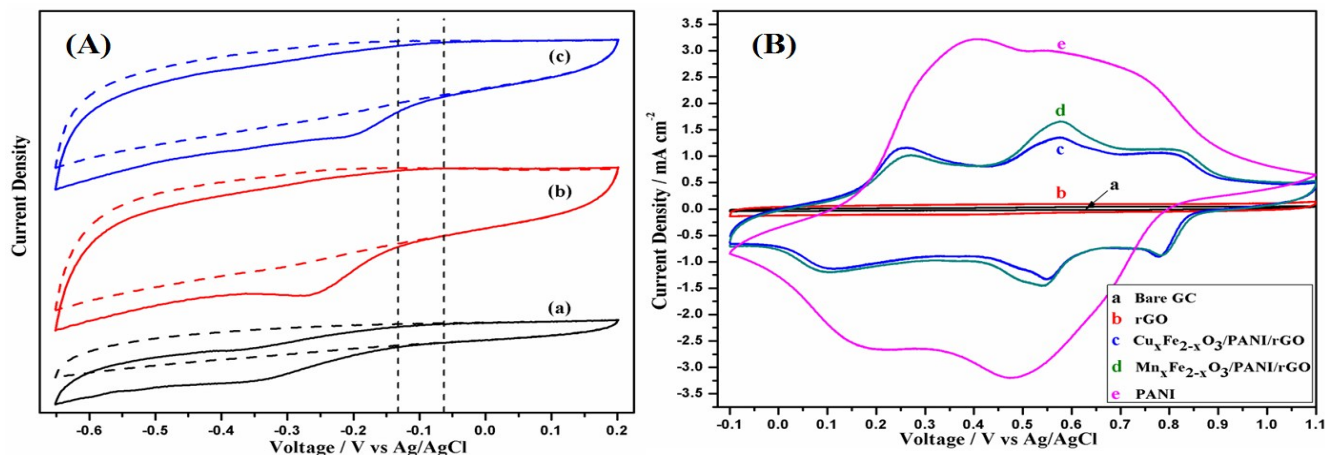 (A)
(c)
(b)
(a)
Current Density
-0.6 -0.5 -0.4 -0.3 -0.2 -0.1 0.0 0.1 0.2
Voltage / V vs Ag/AgCl
(B)
3.5
3.0
2.5
2.0
1.5
1.0
0.5
0.0
-0.5
-1.0
-1.5
-2.0
-2.5
-3.0
-3.5
Current Density / mA cm-2
e
d
c
b
a
a Bare GC
b rGO
c CuxFe2-xO3/PANI/rGO
d MnxFe2-xO3/PANI/rGO
e PANI
-0.1 0.0 0.1 0.2 0.3 0.4 0.5 0.6 0.7 0.8 0.9 1.0 1.1
Voltage / V vs Ag/AgCl